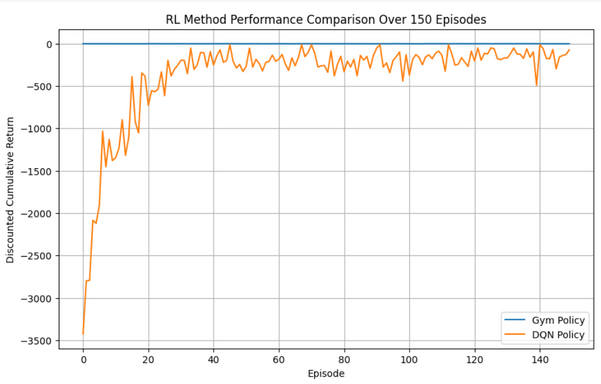 RL Method Performance Comparison Over 150 Episodes
Discounted Cumulative Return
0
−500
−1000
−1500
−2000
−2500
−3000
−3500
Gym Policy
DQN Policy
0 20 40 60 80 100 120 140
Episode